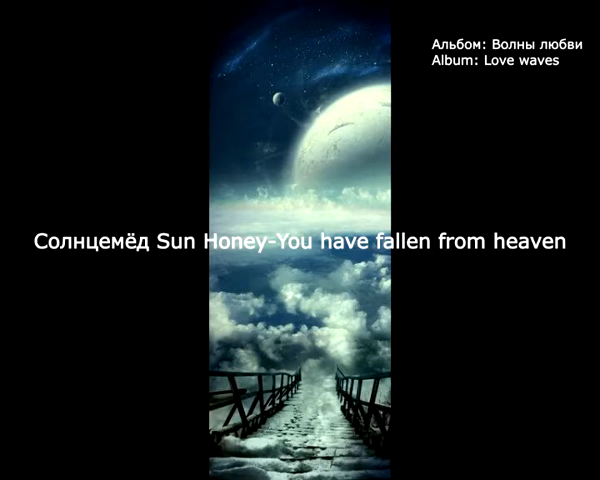 Альбом: Волны любви
Album: Love waves
Солнцемёд Sun Honey-You have fallen from heaven